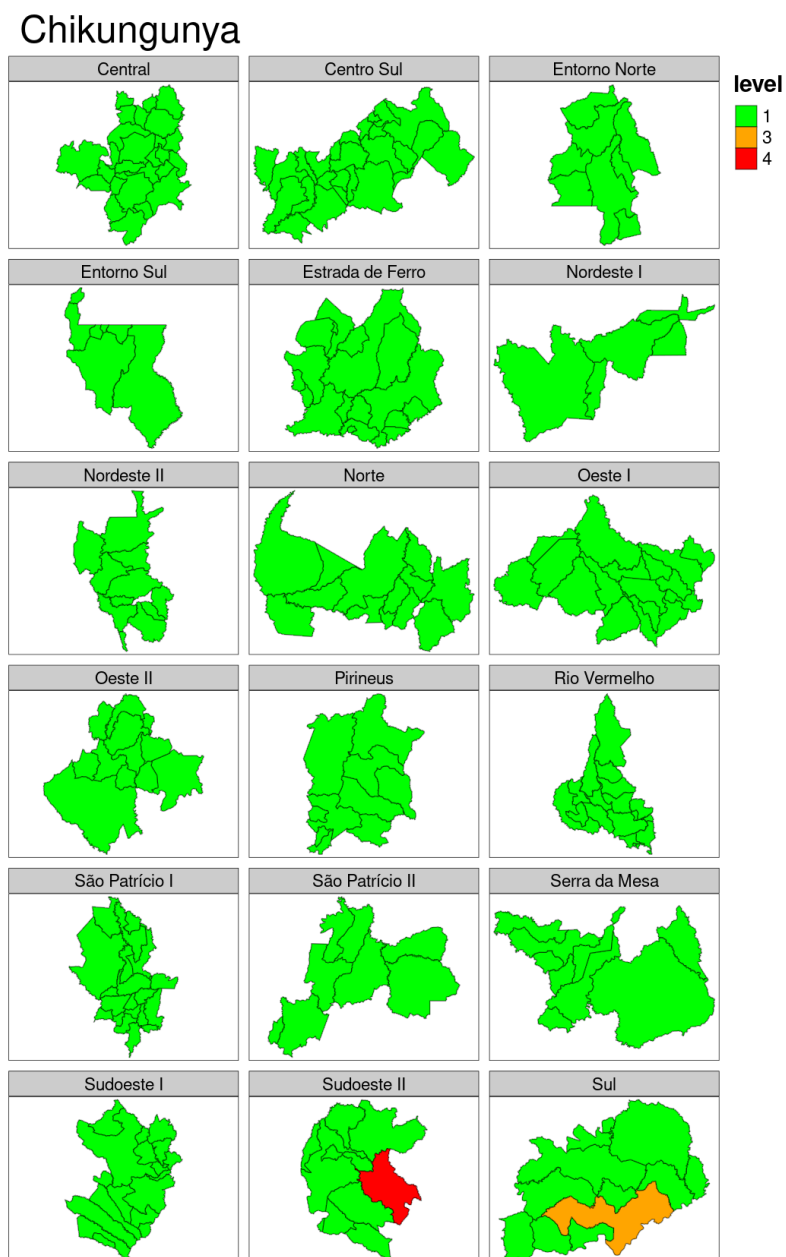 Chikungunya
Central
Centro Sul
Entorno Norte
level
1
3
4
Entorno Sul
Estrada de Ferro
Nordeste I
Nordeste II
Norte
Oeste I
Oeste II
Pirineus
Rio Vermelho
São Patrício I
São Patrício II
Serra da Mesa
Sudoeste I
Sudoeste II
Sul